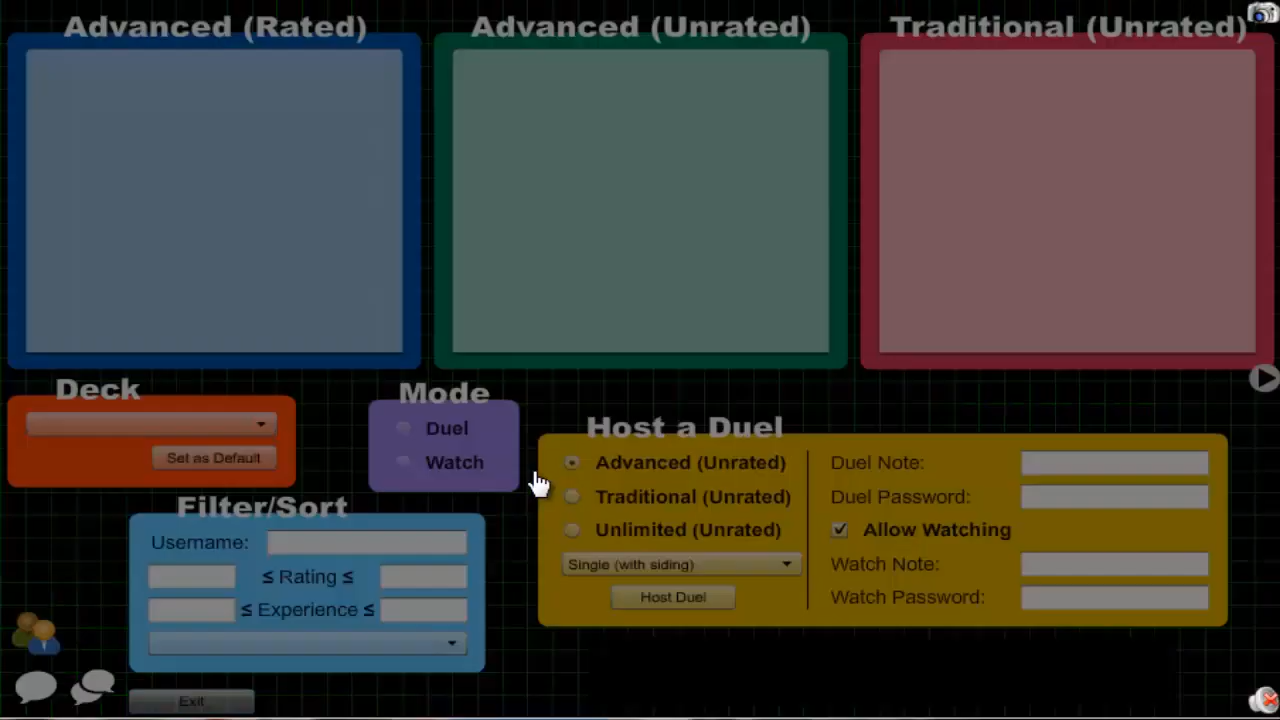 Advanced (Rated)
Advanced (Unrated)
Traditional (Unrated)
Deck
Set as Default
Mode
Duel
Watch
Filter/Sort
Username:
≤ Rating ≤
≤ Experience ≤
Exit
Host a Duel
Advanced (Unrated)
Traditional (Unrated)
Unlimited (Unrated)
Single (with siding)
Host Duel
Duel Note:
Duel Password:
Allow Watching
Watch Note:
Watch Password: